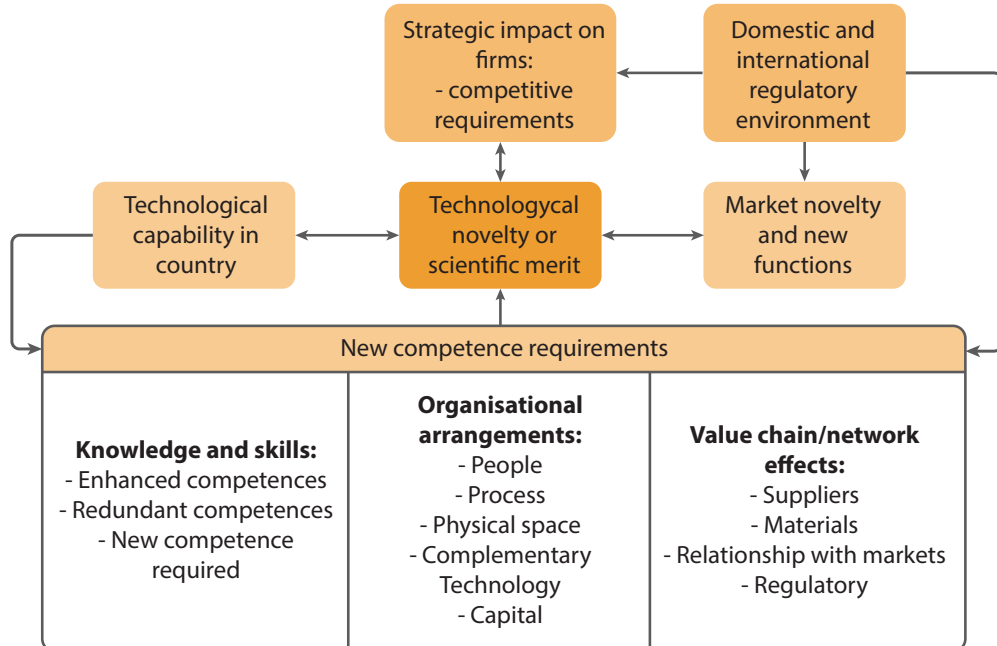 Strategic impact on
firms:
- competitive
requirements
Domestic and
international
regulatory
environment
Technological
capability in
country
Technologycal
novelty or
scientific merit
Market novelty
and new
functions
New competence requirements
Knowledge and skills:
- Enhanced competences
- Redundant competences
- New competence
required
Organisational
arrangements:
- People
- Process
- Physical space
- Complementary
Technology
- Capital
Value chain/network
effects:
- Suppliers
- Materials
- Relationship with markets
- Regulatory